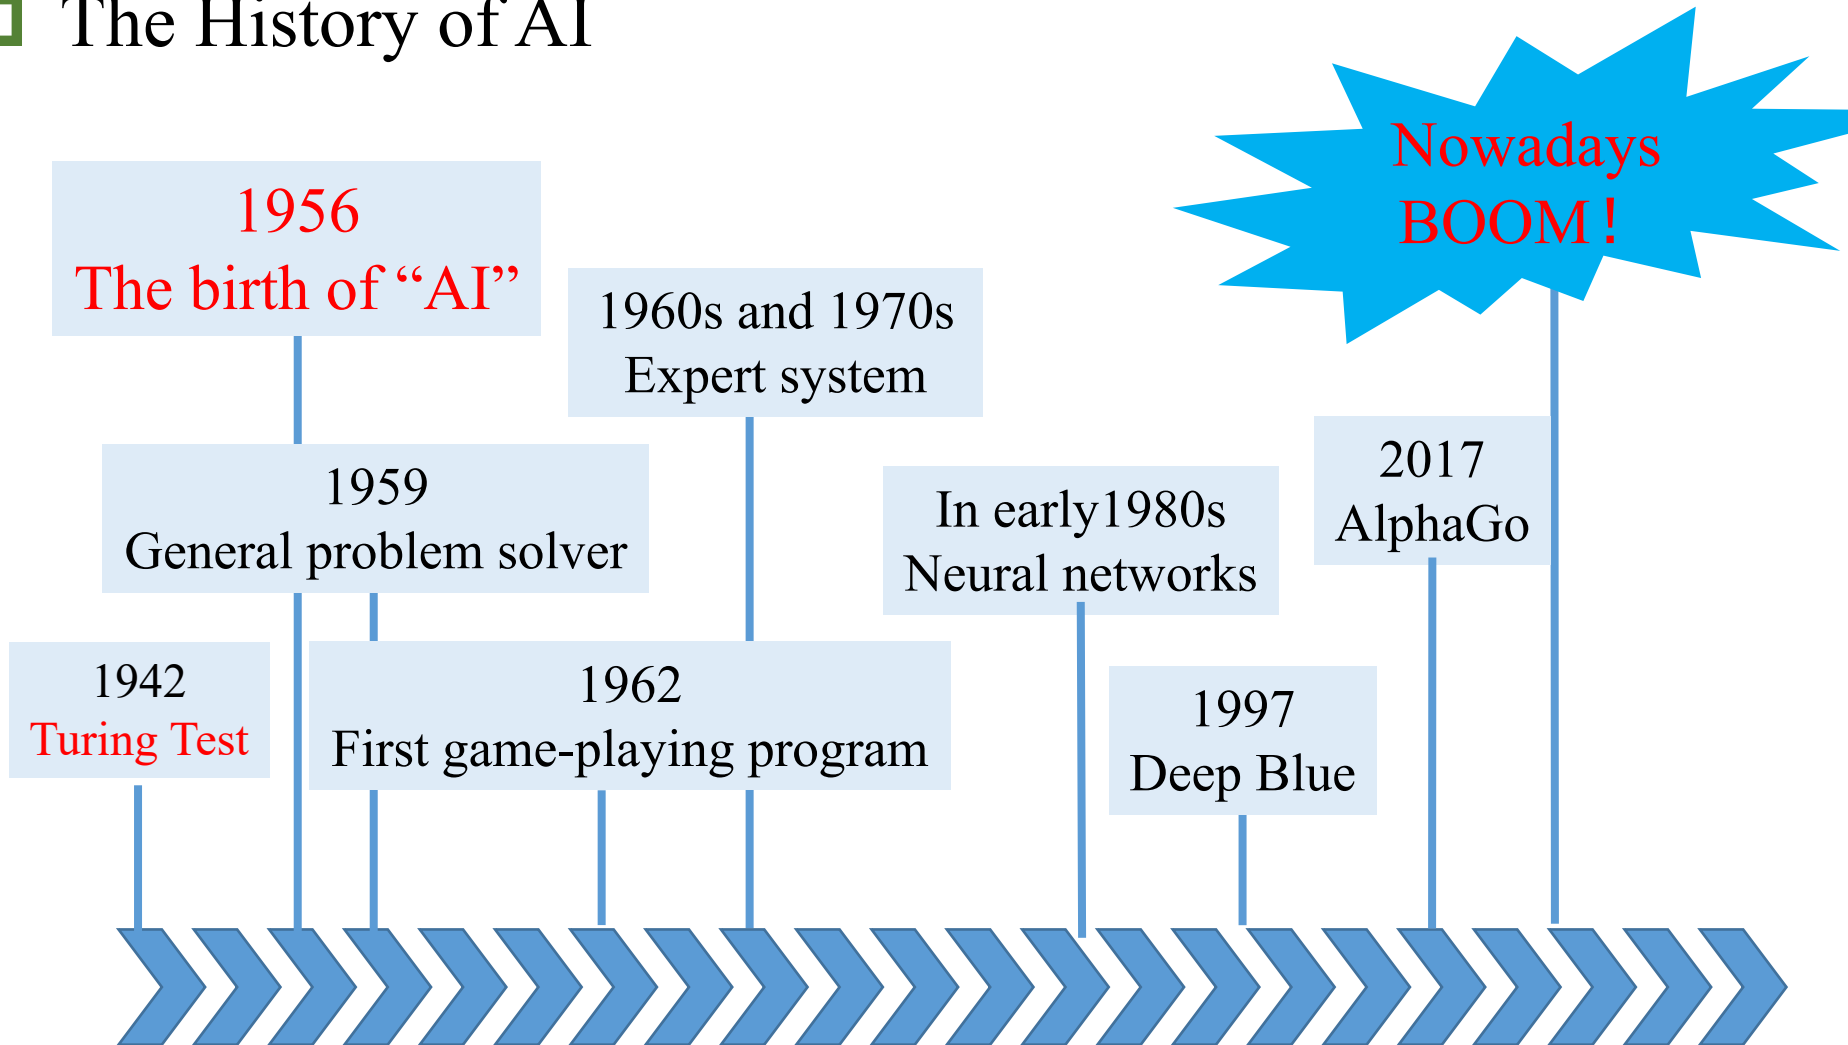 The History of AI
1956
The birth of “AI”
1959
General problem solver
1942
Turing Test
1960s and 1970s
Expert system
1962
First game-playing program
In early1980s
Neural networks
1997
Deep Blue
2017
AlphaGo
Nowadays
BOOM！